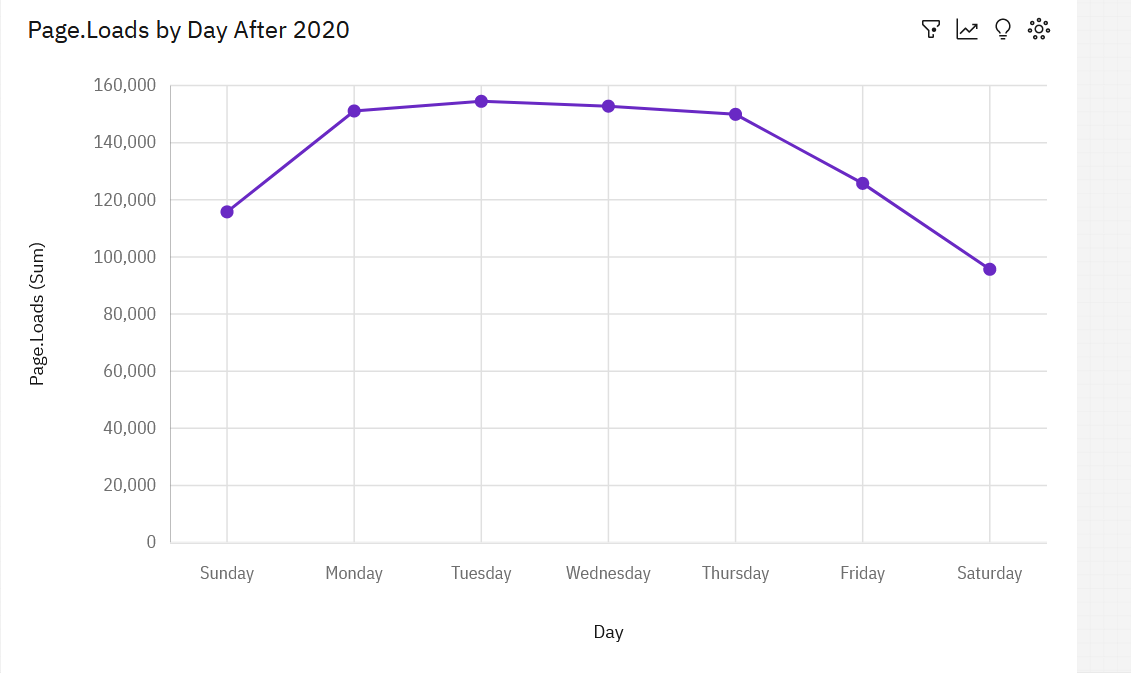 Page.Loads by Day After 2020
160,000
140,000
120,000
100,000
80,000
60,000
40,000
20,000
0
Page.Loads (Sum)
Sunday Monday Tuesday Wednesday Thursday Friday Saturday
Day